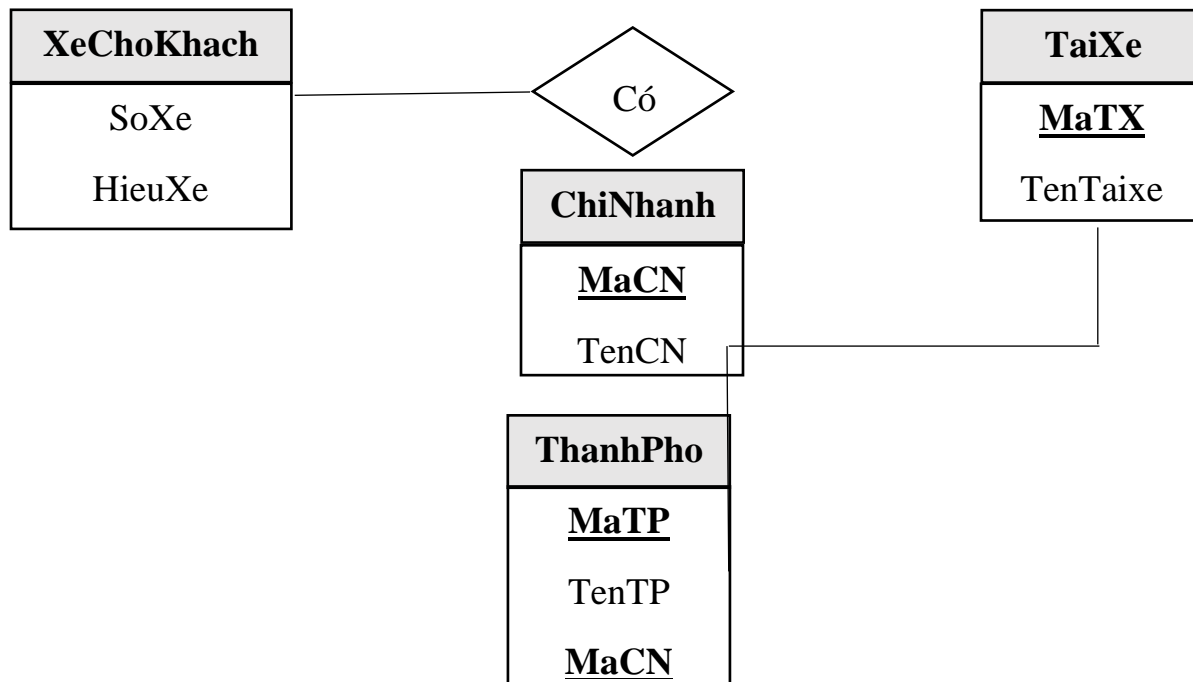 XeChoKhach
SoXe
HieuXe
Có
TaiXe
MaTX
TenTaixe
ChiNhanh
MaCN
TenCN
ThanhPho
MaTP
TenTP
MaCN